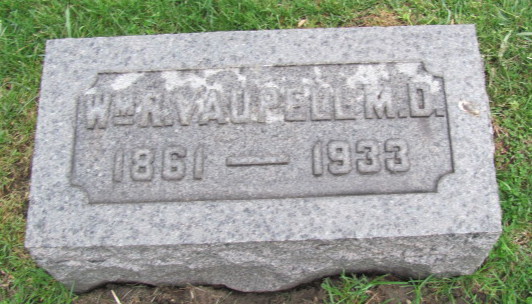 Wm R. VAUPELL M.D.
1861 — 1933